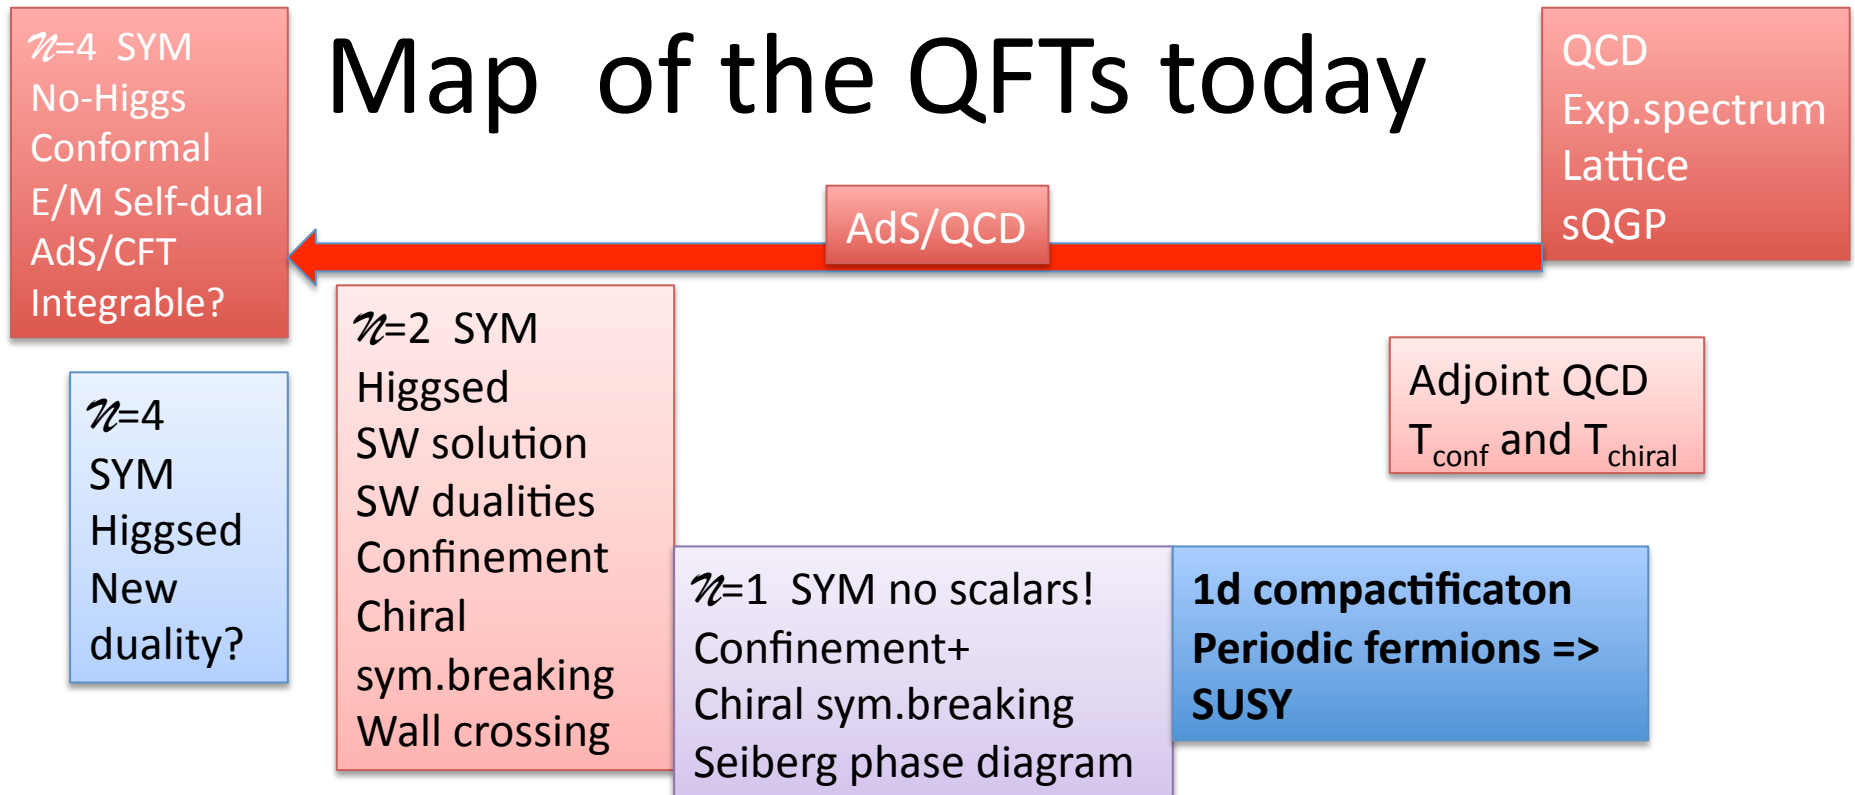 Map of the QFTs today
𝒩=4 SYM
No-Higgs
Conformal
E/M Self-dual
AdS/CFT
Integrable?
AdS/QCD
QCD
Exp.spectrum
Lattice
sQGP
𝒩=4
SYM
Higgsed
New
duality?
𝒩=2 SYM
Higgsed
SW solution
SW dualities
Confinement
Chiral
sym.breaking
Wall crossing
Adjoint QCD
T_conf and T_chiral
𝒩=1 SYM no scalars!
Confinement+
Chiral sym.breaking
Seiberg phase diagram
1d compactificaton
Periodic fermions =>
SUSY